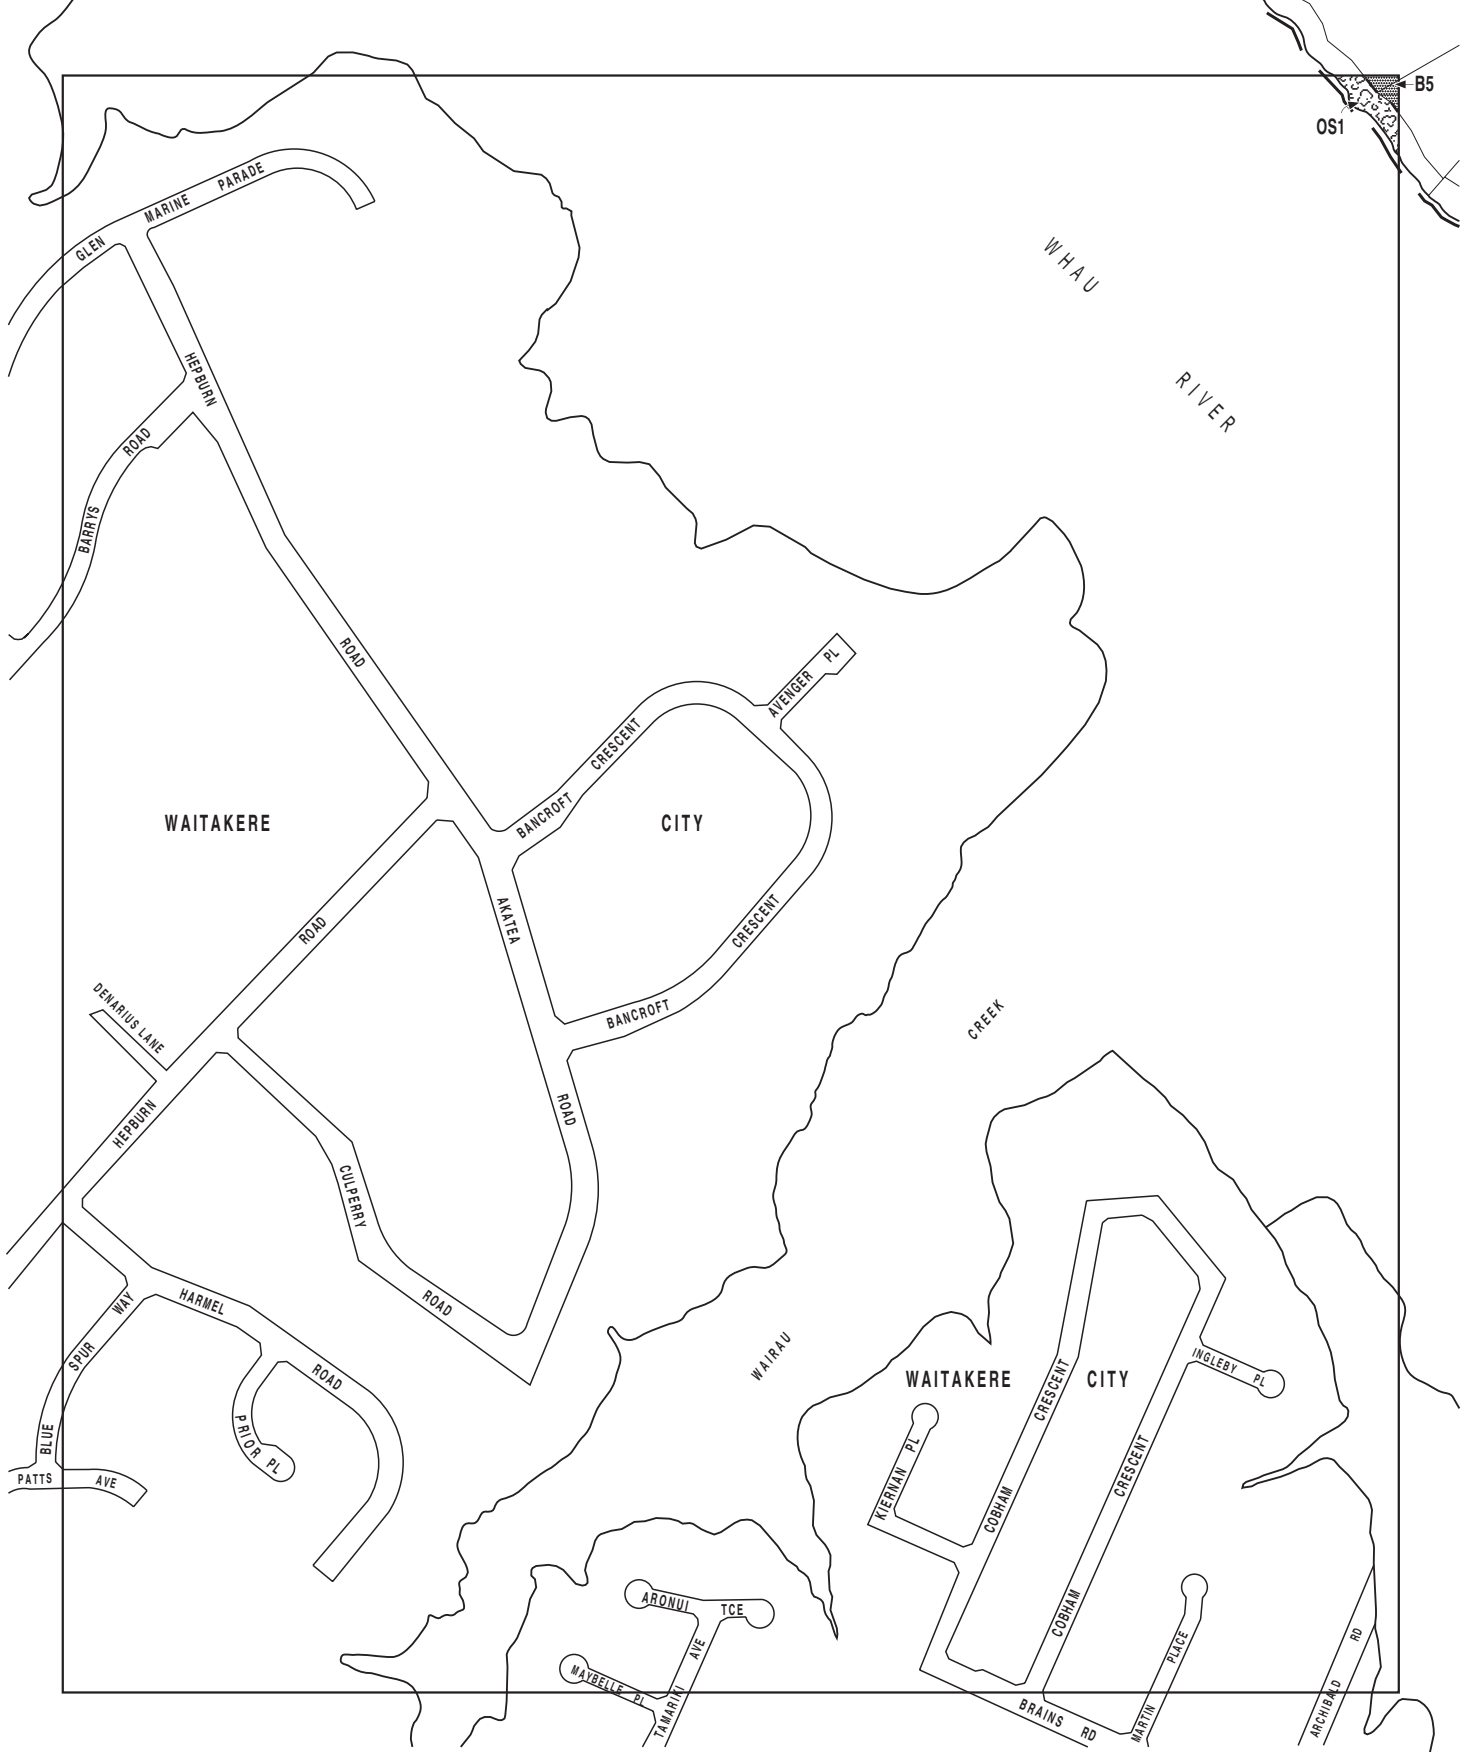 B5
OS1
GLEN
MARINE
PARADE
WHAU
RIVER
HEPBURN
ROAD
BARRYS
ROAD
AVENGER PL
BANCROFT
CRESCENT
WAITAKERE
CITY
AKATEA
ROAD
ROAD
CRESCENT
BANCROFT
DENARIUS LANE
HEPBURN
CREEK
WAIRAU
CULPERRY
ROAD
HARMEL
ROAD
BLUE
SPUR
WAY
PRIOR PL
PATTS
AVE
WAITAKERE
CITY
INGLEBY PL
CRESCENT
CRESCENT
KIERNAN PL
COBHAM
COBHAM
ARONUI
TCE
AVE
TAMARIKI
MAYBELLE PL
BRAINS RD
MARTIN
PLACE
ARCHIBALD
RD
ROAD